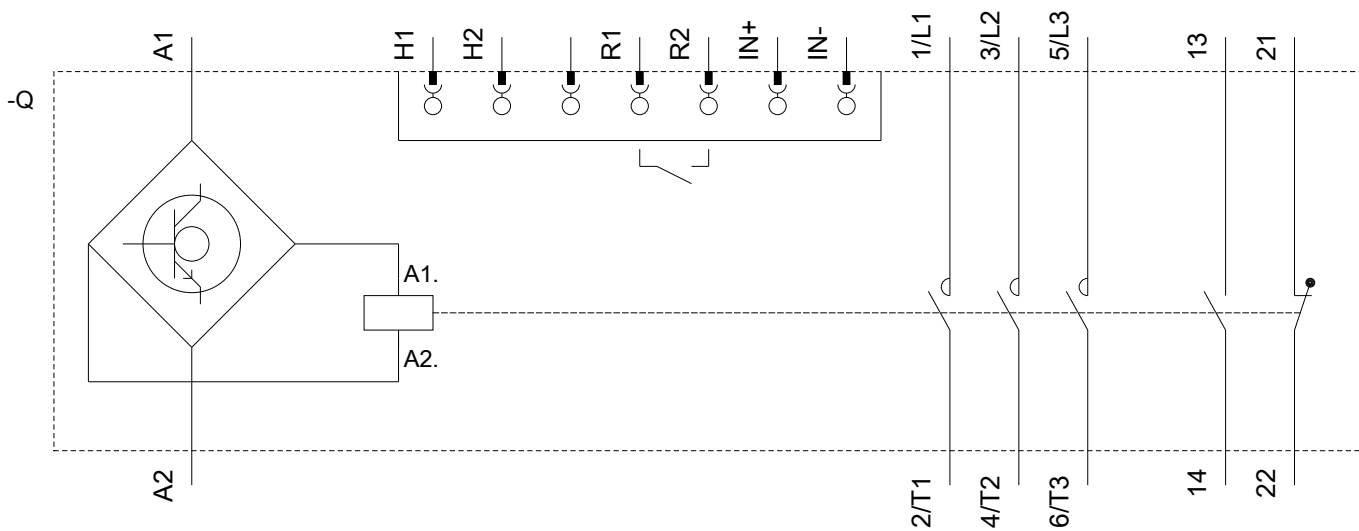 A1
H1
H2
R1
R2
IN+
IN-
1/L1
3/L2
5/L3
13
21
-Q
A1.
A2.
A2
2/T1
4/T2
6/T3
14
22